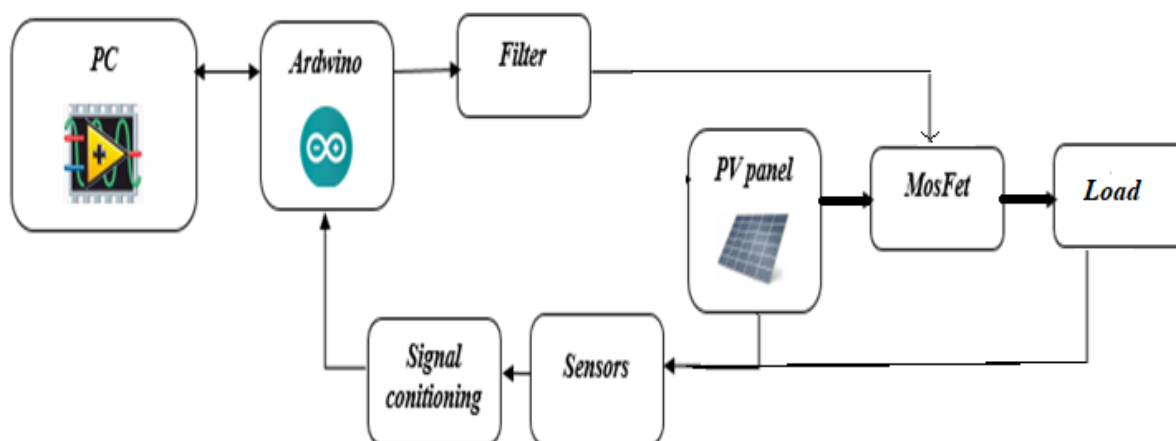 PC
Ardwino
Filter
PV panel
MosFet
Load
Signal
conitioning
Sensors